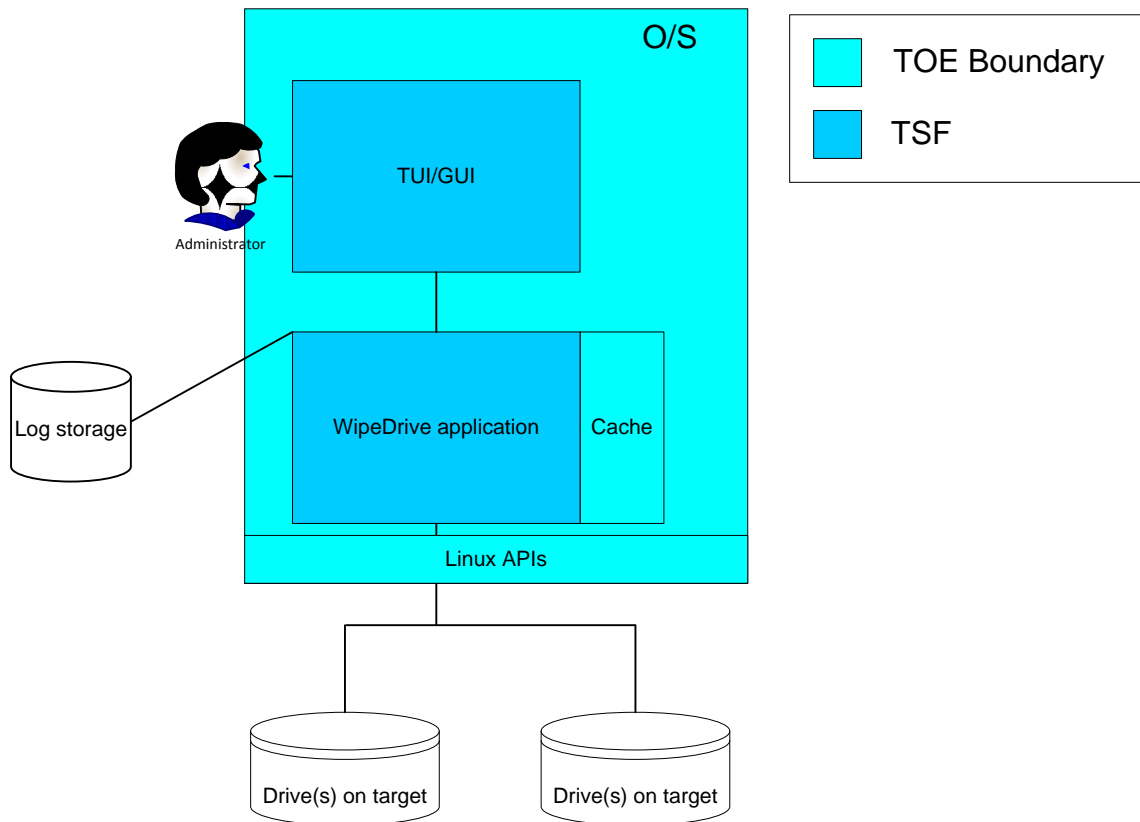 O/S
TOE Boundary
TSF
TUI/GUI
Administrator
Log storage
WipeDrive application
Cache
Linux APIs
Drive(s) on target
Drive(s) on target